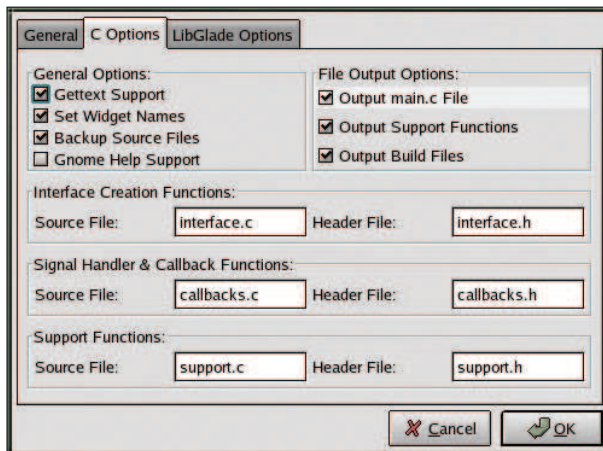 General C Options LibGlade Options
General Options:
Gettext Support
Set Widget Names
Backup Source Files
Gnome Help Support
File Output Options:
Output main.c File
Output Support Functions
Output Build Files
Interface Creation Functions:
Source File: interface.c Header File: interface.h
Signal Handler & Callback Functions:
Source File: callbacks.c Header File: callbacks.h
Support Functions:
Source File: support.c Header File: support.h
Cancel OK